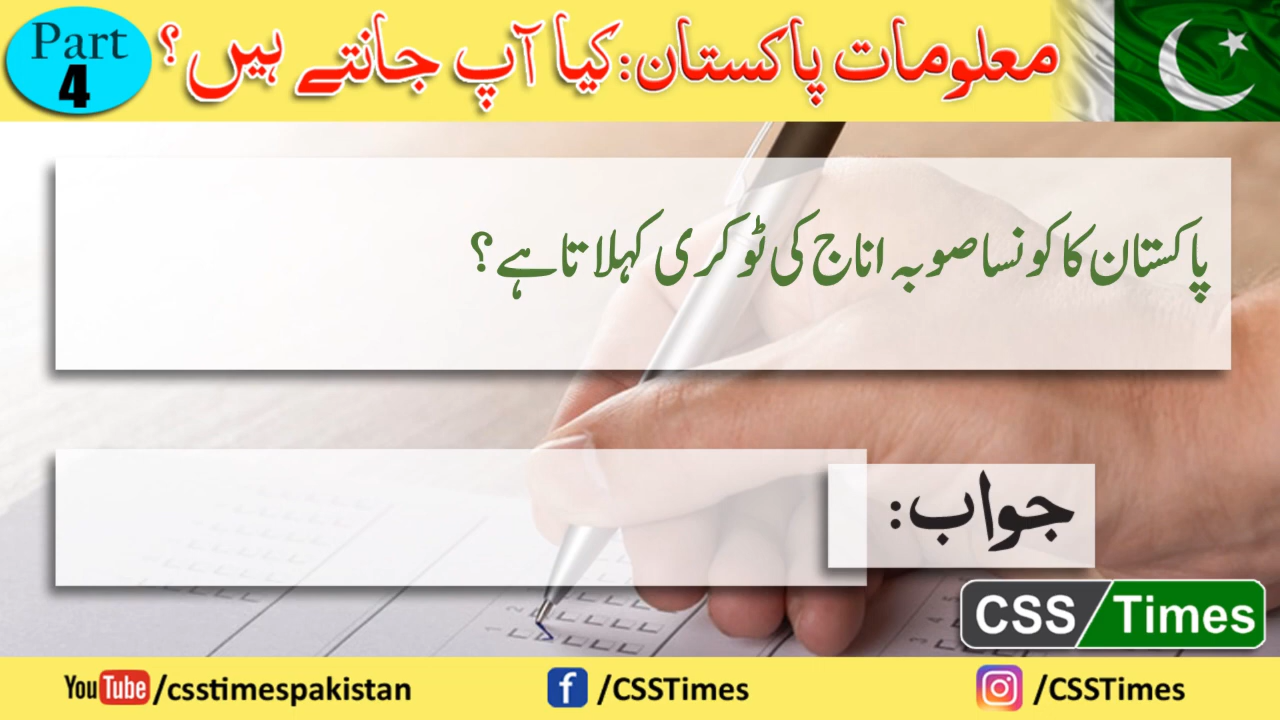 Part
4
معلومات پاکستان: کیا آپ جانتے ہیں؟
پاکستان کا کونسا صوبہ اناج کی ٹوکری کہلاتا ہے؟
جواب:
CSS Times
YouTube /csstimespakistan
f /CSSTimes
/CSSTimes